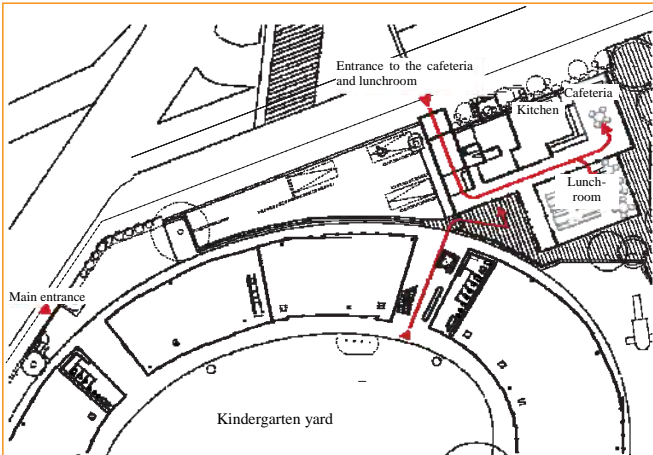 Entrance to the cafeteria
and lunchroom
Cafeteria
Kitchen
Lunch-
room
Main entrance
Kindergarten yard